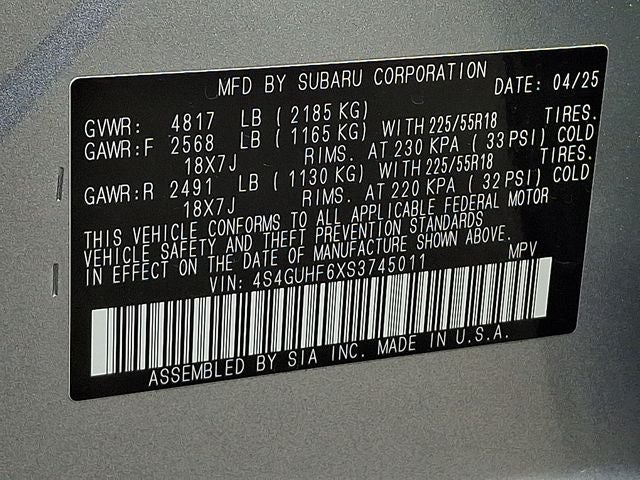 MFD BY SUBARU CORPORATION DATE: 04/25
GVWR: 4817 LB ( 2185 KG)
GAWR:F 2568 LB ( 1165 KG) WITH 225/55R18 TIRES.
18X7J RIMS. AT 230 KPA ( 33 PSI) COLD
GAWR:R 2491 LB ( 1130 KG) WITH 225/55R18 TIRES.
18X7J RIMS. AT 220 KPA ( 32 PSI) COLD
THIS VEHICLE CONFORMS TO ALL APPLICABLE FEDERAL MOTOR
VEHICLE SAFETY AND THEFT PREVENTION STANDARDS
IN EFFECT ON THE DATE OF MANUFACTURE SHOWN ABOVE.
VIN: 4S4GUHF6XS3745011 MPV
ASSEMBLED BY SIA INC. MADE IN U.S.A.